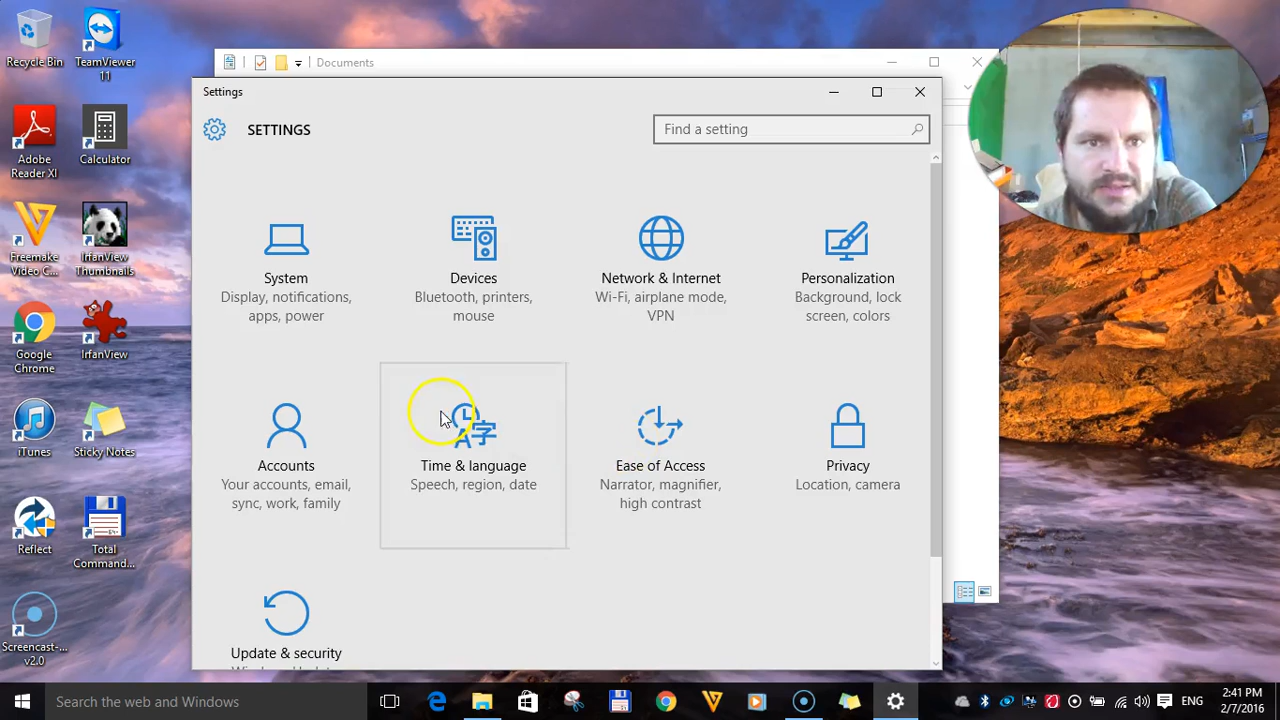 Recycle Bin
TeamViewer
11
Documents
Settings
SETTINGS
Find a setting
Adobe
Reader XI
Calculator
Freemake
Video C...
IrfanView
Thumbnails
Google
Chrome
IrfanView
iTunes
Sticky Notes
Reflect
Total
Command...
Screencast-...
v2.0
System
Display, notifications,
apps, power
Devices
Bluetooth, printers,
mouse
Network & Internet
Wi-Fi, airplane mode,
VPN
Personalization
Background, lock
screen, colors
Accounts
Your accounts, email,
sync, work, family
Time & language
Speech, region, date
Ease of Access
Narrator, magnifier,
high contrast
Privacy
Location, camera
Update & security
Search the web and Windows
ENG
2:41 PM
2/7/2016